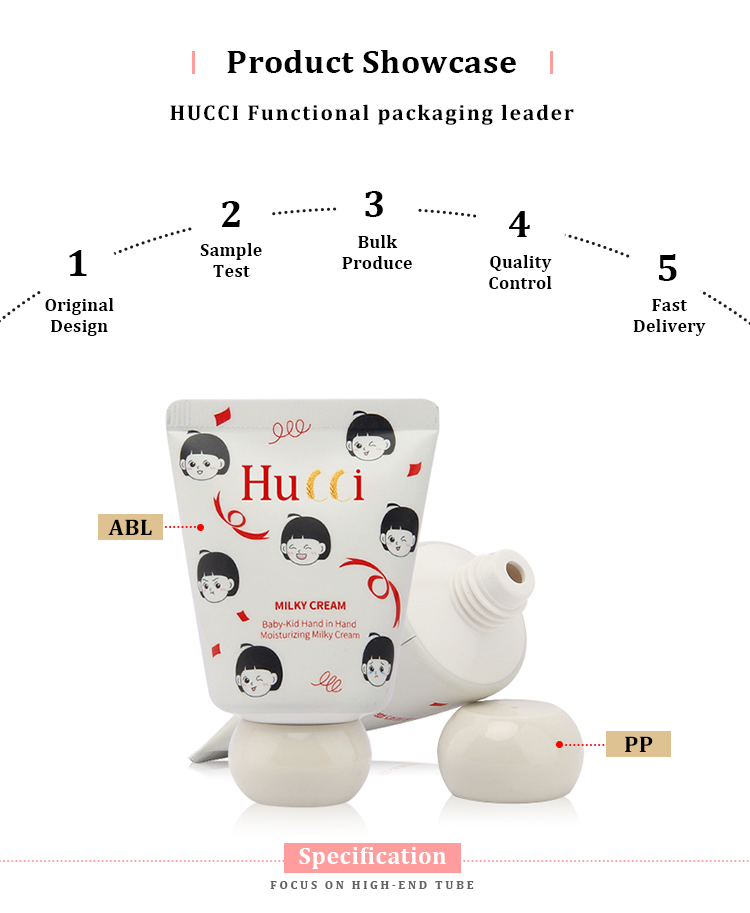 Product Showcase
HUCCI Functional packaging leader
1
Original
Design
2
Sample
Test
3
Bulk
Produce
4
Quality
Control
5
Fast
Delivery
Hucci
ABL
MILKY CREAM
Baby-Kid Hand in Hand
Moisturizing Milky Cream
PP
Specification
FOCUS ON HIGH-END TUBE